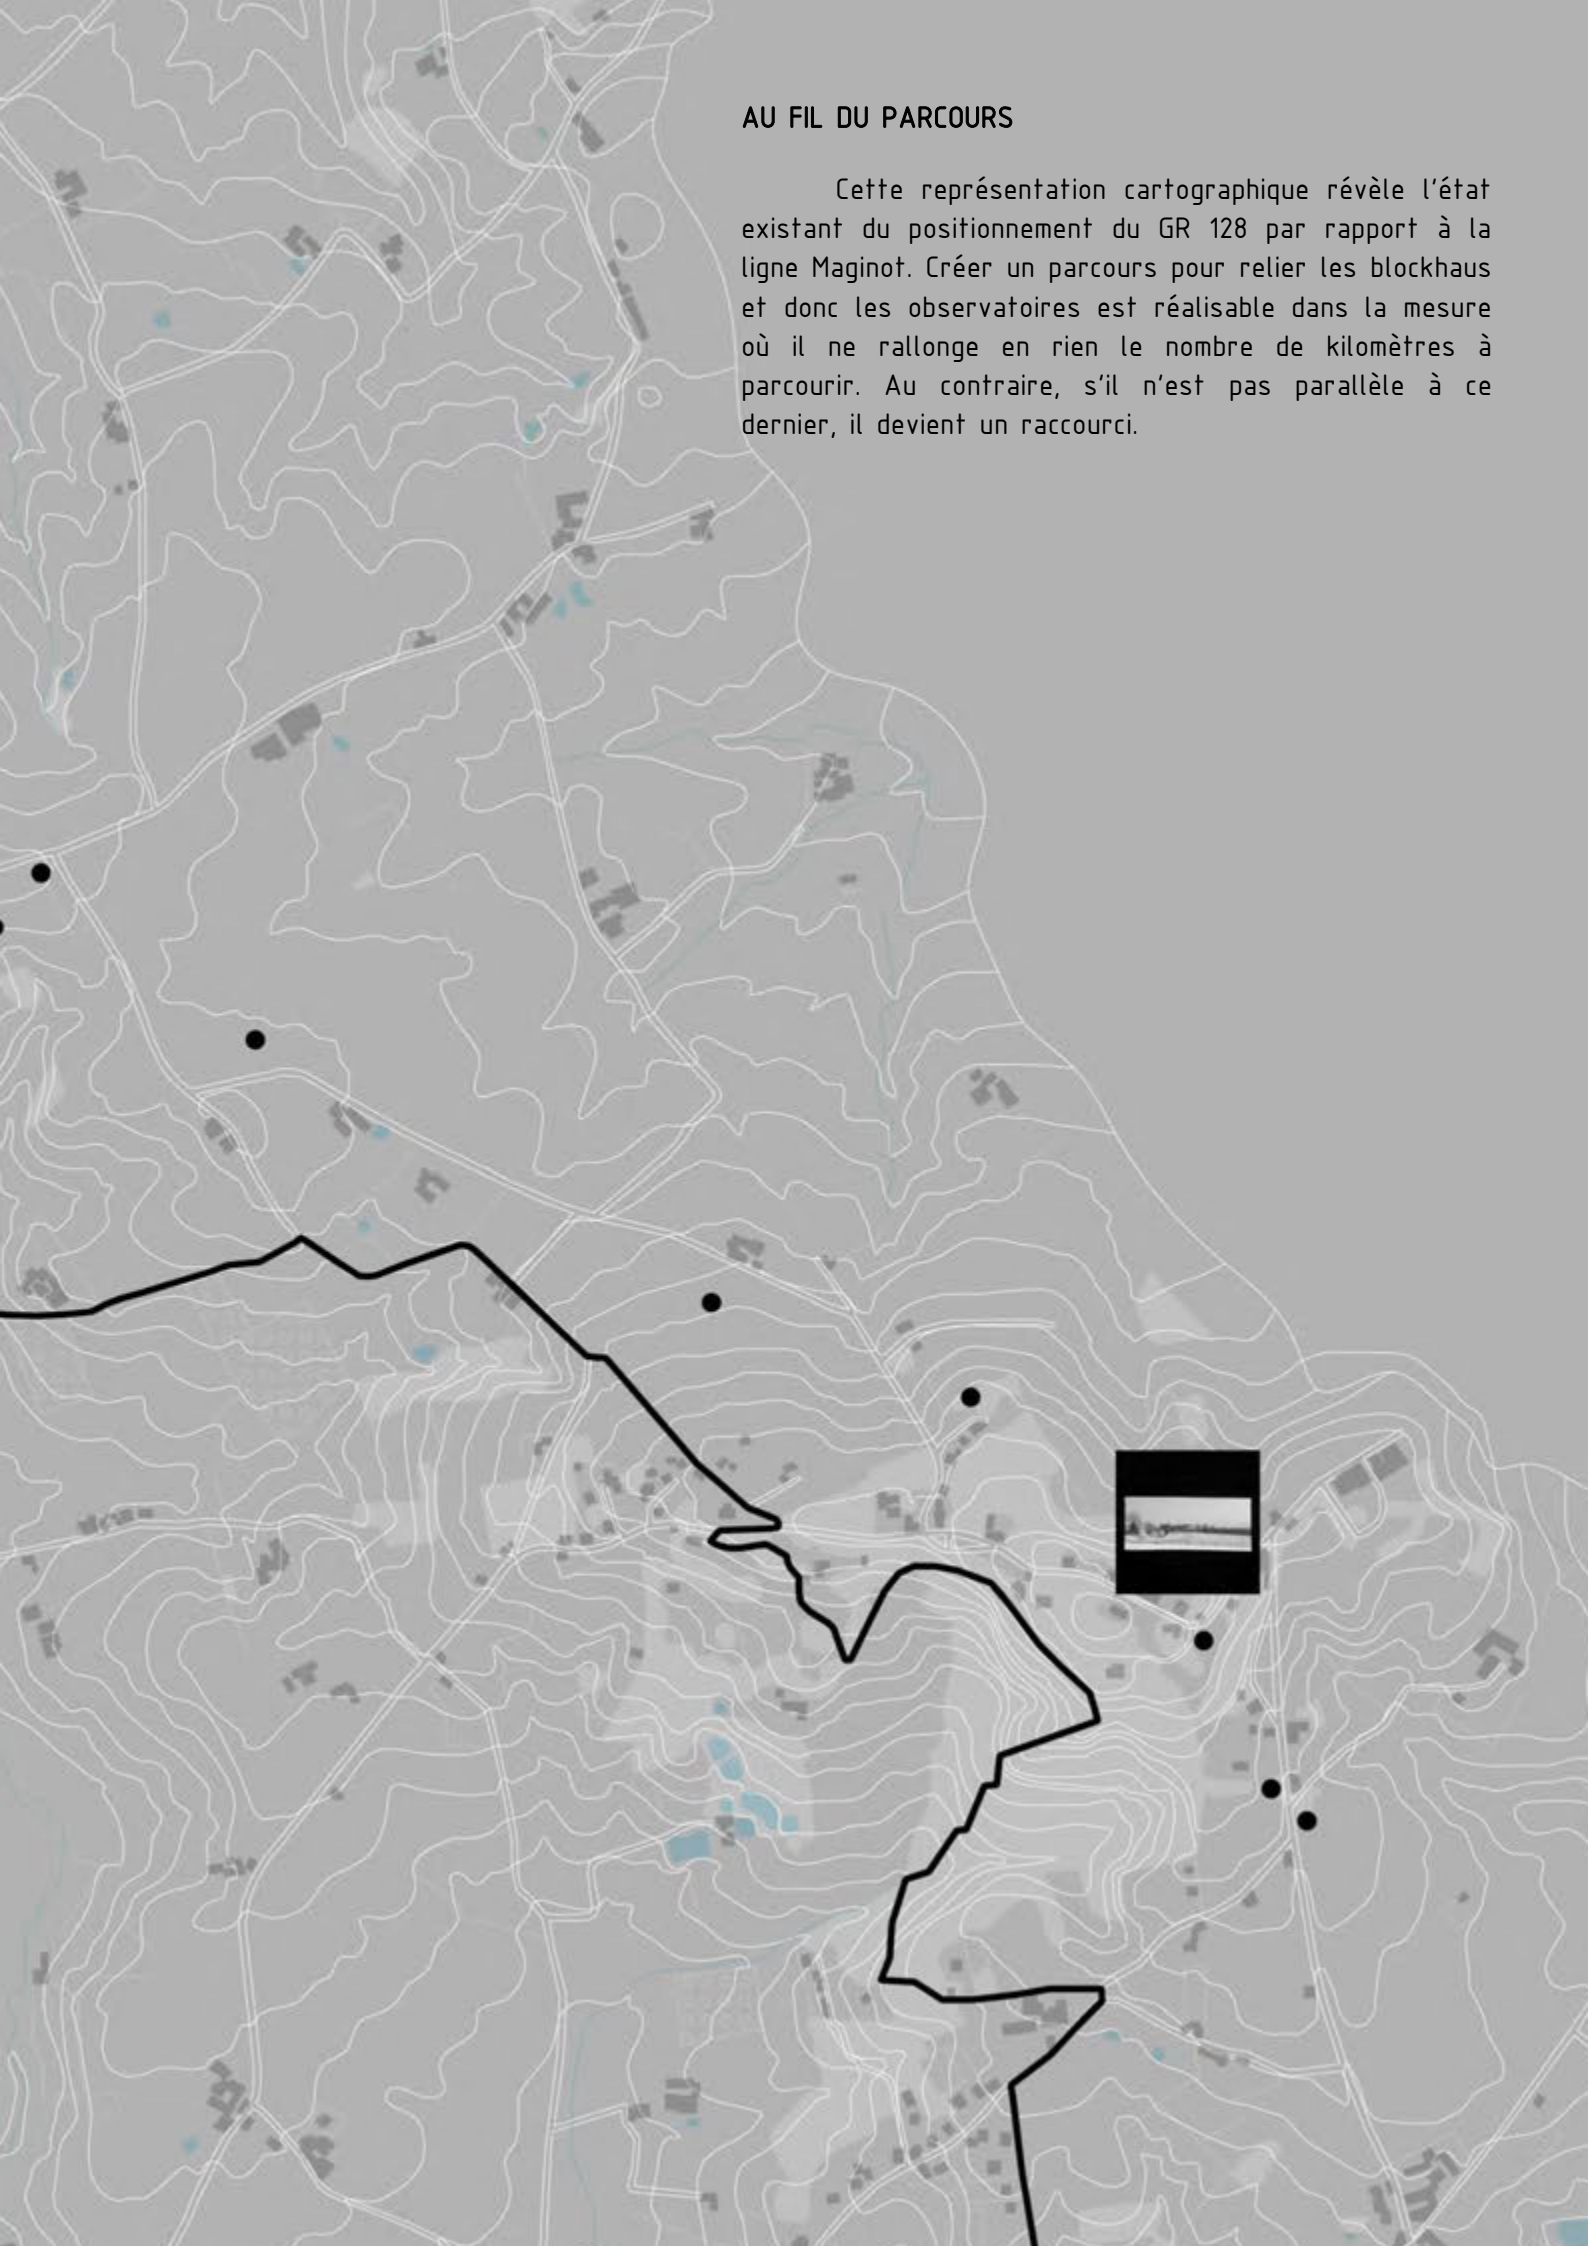 AU FIL DU PARCOURS
Cette représentation cartographique révèle l'état
existant du positionnement du GR 128 par rapport à la
ligne Maginot. Créer un parcours pour relier les blockhaus
et donc les observatoires est réalisable dans la mesure
où il ne rallonge en rien le nombre de kilomètres à
parcourir. Au contraire, s'il n'est pas parallèle à ce
dernier, il devient un raccourci.